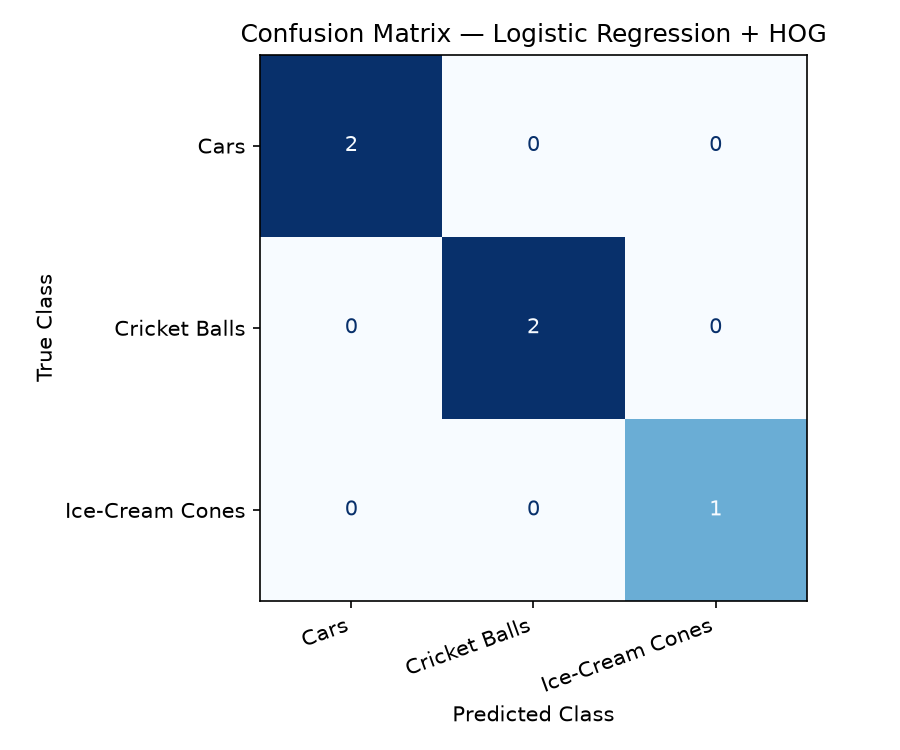 Confusion Matrix — Logistic Regression + HOG
True Class
Cars 2 0 0
Cricket Balls 0 2 0
Ice-Cream Cones 0 0 1
Cars Cricket Balls Ice-Cream Cones
Predicted Class